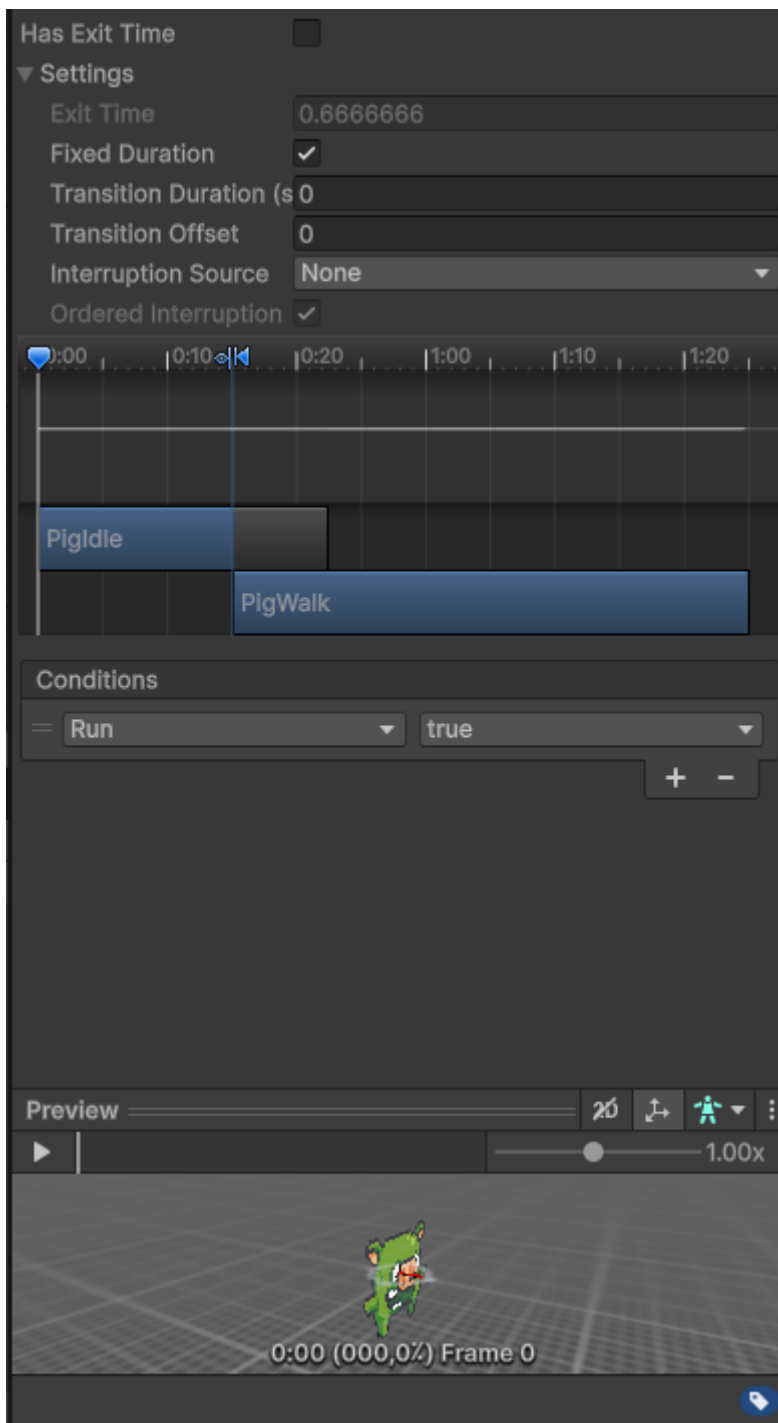 Has Exit Time
Settings
Exit Time 0.6666666
Fixed Duration
Transition Duration (s 0
Transition Offset 0
Interruption Source None
Ordered Interruption
0:00 0:10 0:20 1:00 1:10 1:20
PigIdle
PigWalk
Conditions
Run true
+ -
Preview 2D
1.00x
0:00 (000,0%) Frame 0